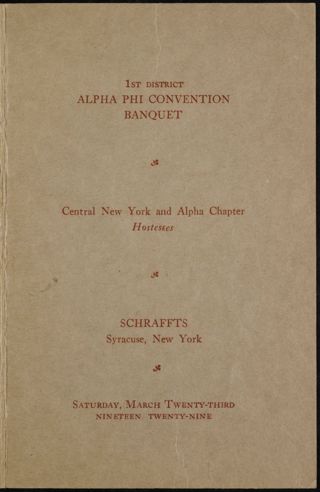 1ST DISTRICT
ALPHA PHI CONVENTION
BANQUET
Central New York and Alpha Chapter
Hostesses
SCHRAFFTS
Syracuse, New York
SATURDAY, MARCH TWENTY-THIRD
NINETEEN TWENTY-NINE